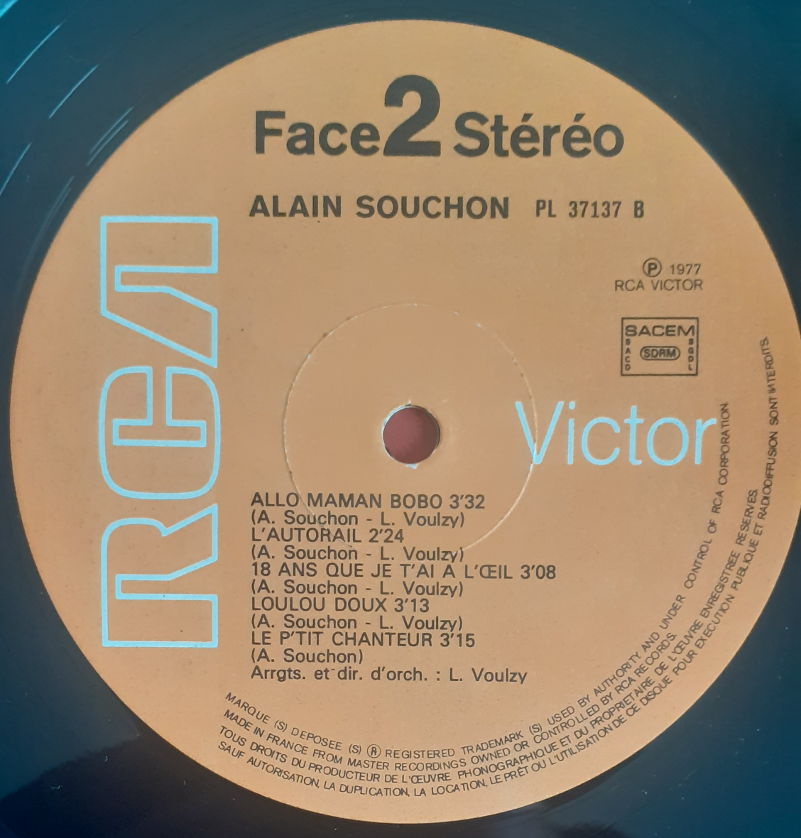 Face 2 Stéréo
ALAIN SOUCHON PL 37137 B
Ⓟ 1977
RCA VICTOR
SACEM
SACD SDRM SGDL
RCA
Victor
ALLO MAMAN BOBO 3'32
(A. Souchon - L. Voulzy)
L'AUTORAIL 2'24
(A. Souchon - L. Voulzy)
18 ANS QUE JE T'AI A L'ŒIL 3'08
(A. Souchon - L. Voulzy)
LOULOU DOUX 3'13
(A. Souchon - L. Voulzy)
LE P'TIT CHANTEUR 3'15
(A. Souchon)
Arrgts. et dir. d'orch. : L. Voulzy
MARQUE (S) DEPOSEE (S) ® REGISTERED TRADEMARK (S) USED BY AUTHORITY AND UNDER CONTROL OF RCA CORPORATION
MADE IN FRANCE FROM MASTER RECORDINGS OWNED OR CONTROLLED BY RCA RECORDS
TOUS DROITS DU PRODUCTEUR DE L'ŒUVRE PHONOGRAPHIQUE ET DU PROPRIETAIRE DE L'ŒUVRE ENREGISTREE RESERVES.
SAUF AUTORISATION, LA DUPLICATION, LA LOCATION, LE PRÊT OU L'UTILISATION DE CE DISQUE POUR EXECUTION PUBLIQUE ET RADIODIFFUSION SONT INTERDITS.